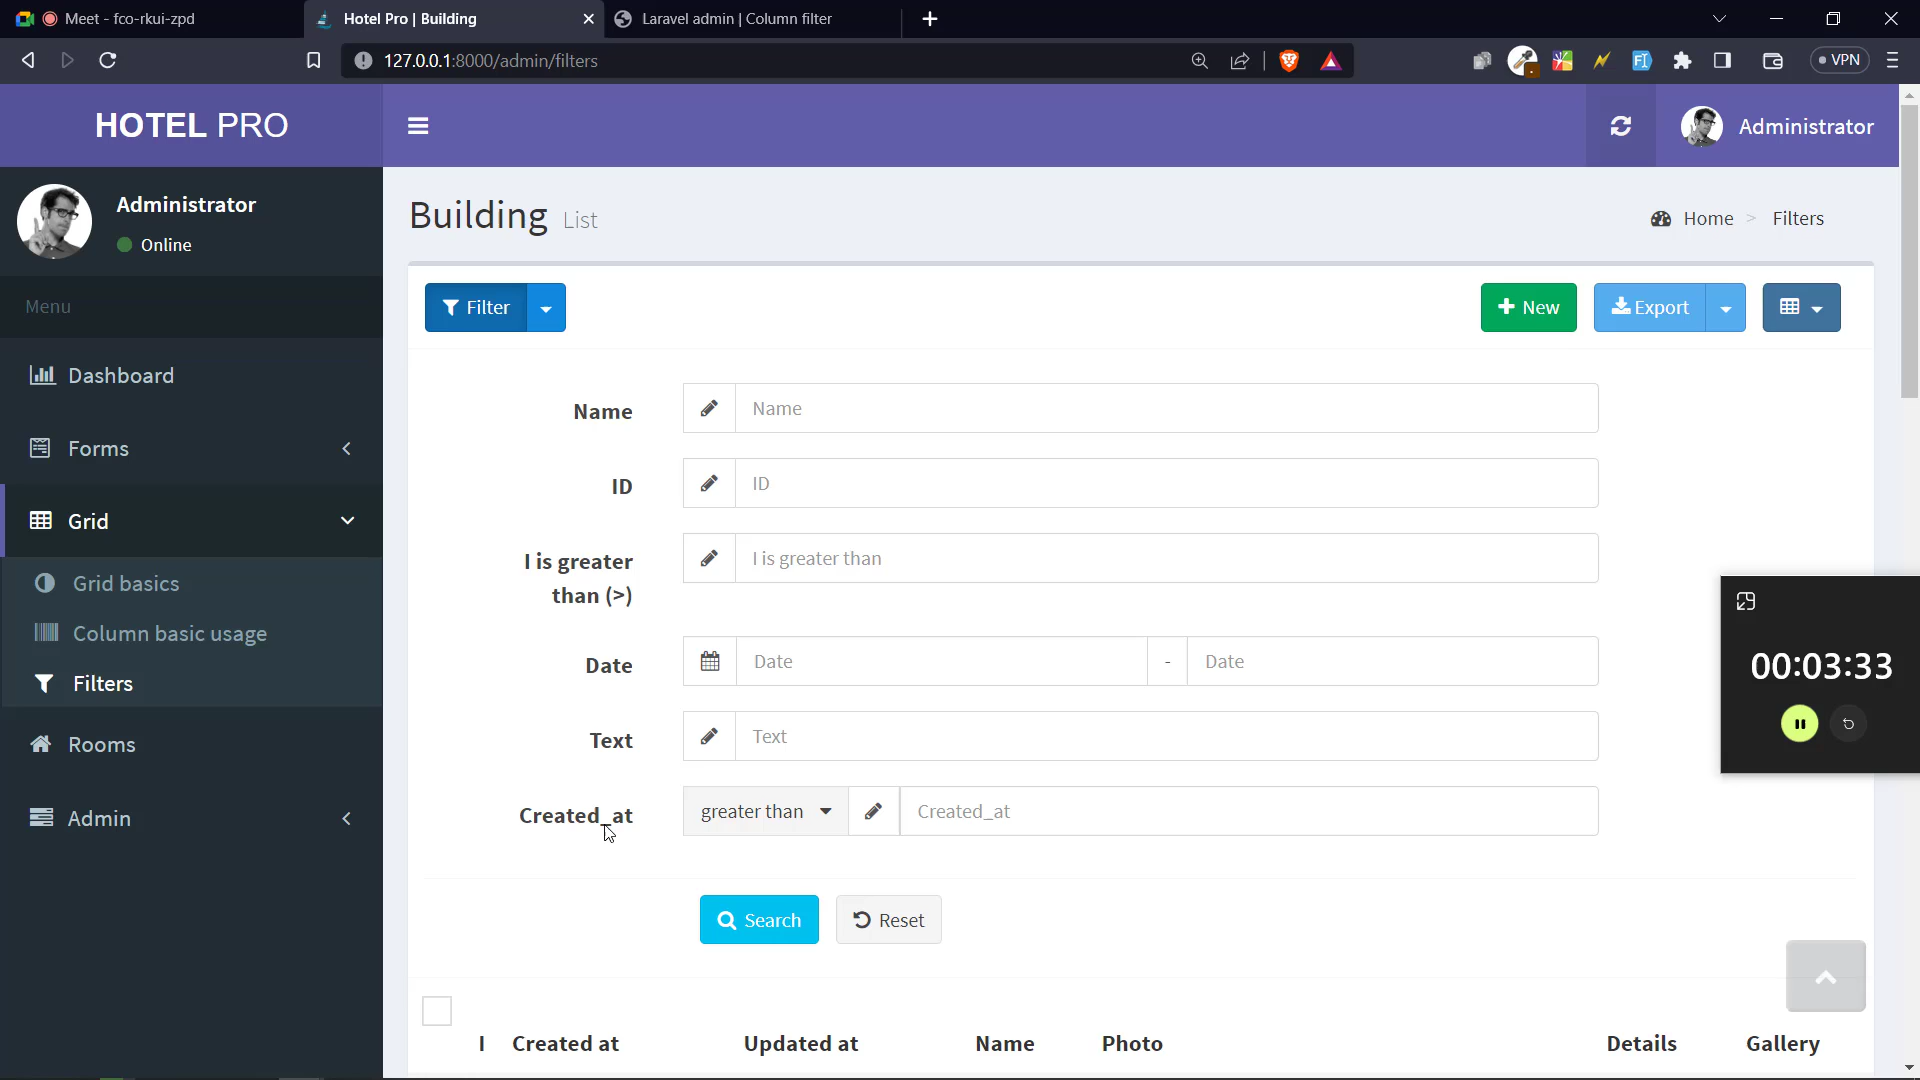 Meet - fco-rkui-zpd
Hotel Pro | Building
Laravel admin | Column filter
127.0.0.1:8000/admin/filters
VPN
HOTEL PRO
Administrator
Administrator
Online
Menu
Dashboard
Forms
Grid
Grid basics
Column basic usage
Filters
Rooms
Admin
Building List
Home > Filters
Filter
New
Export
Name
Name
ID
ID
I is greater
than (>)
I is greater than
Date
Date
-
Date
Text
Text
Created_at
greater than
Created_at
Search
Reset
I
Created at
Updated at
Name
Photo
Details
Gallery
00:03:33